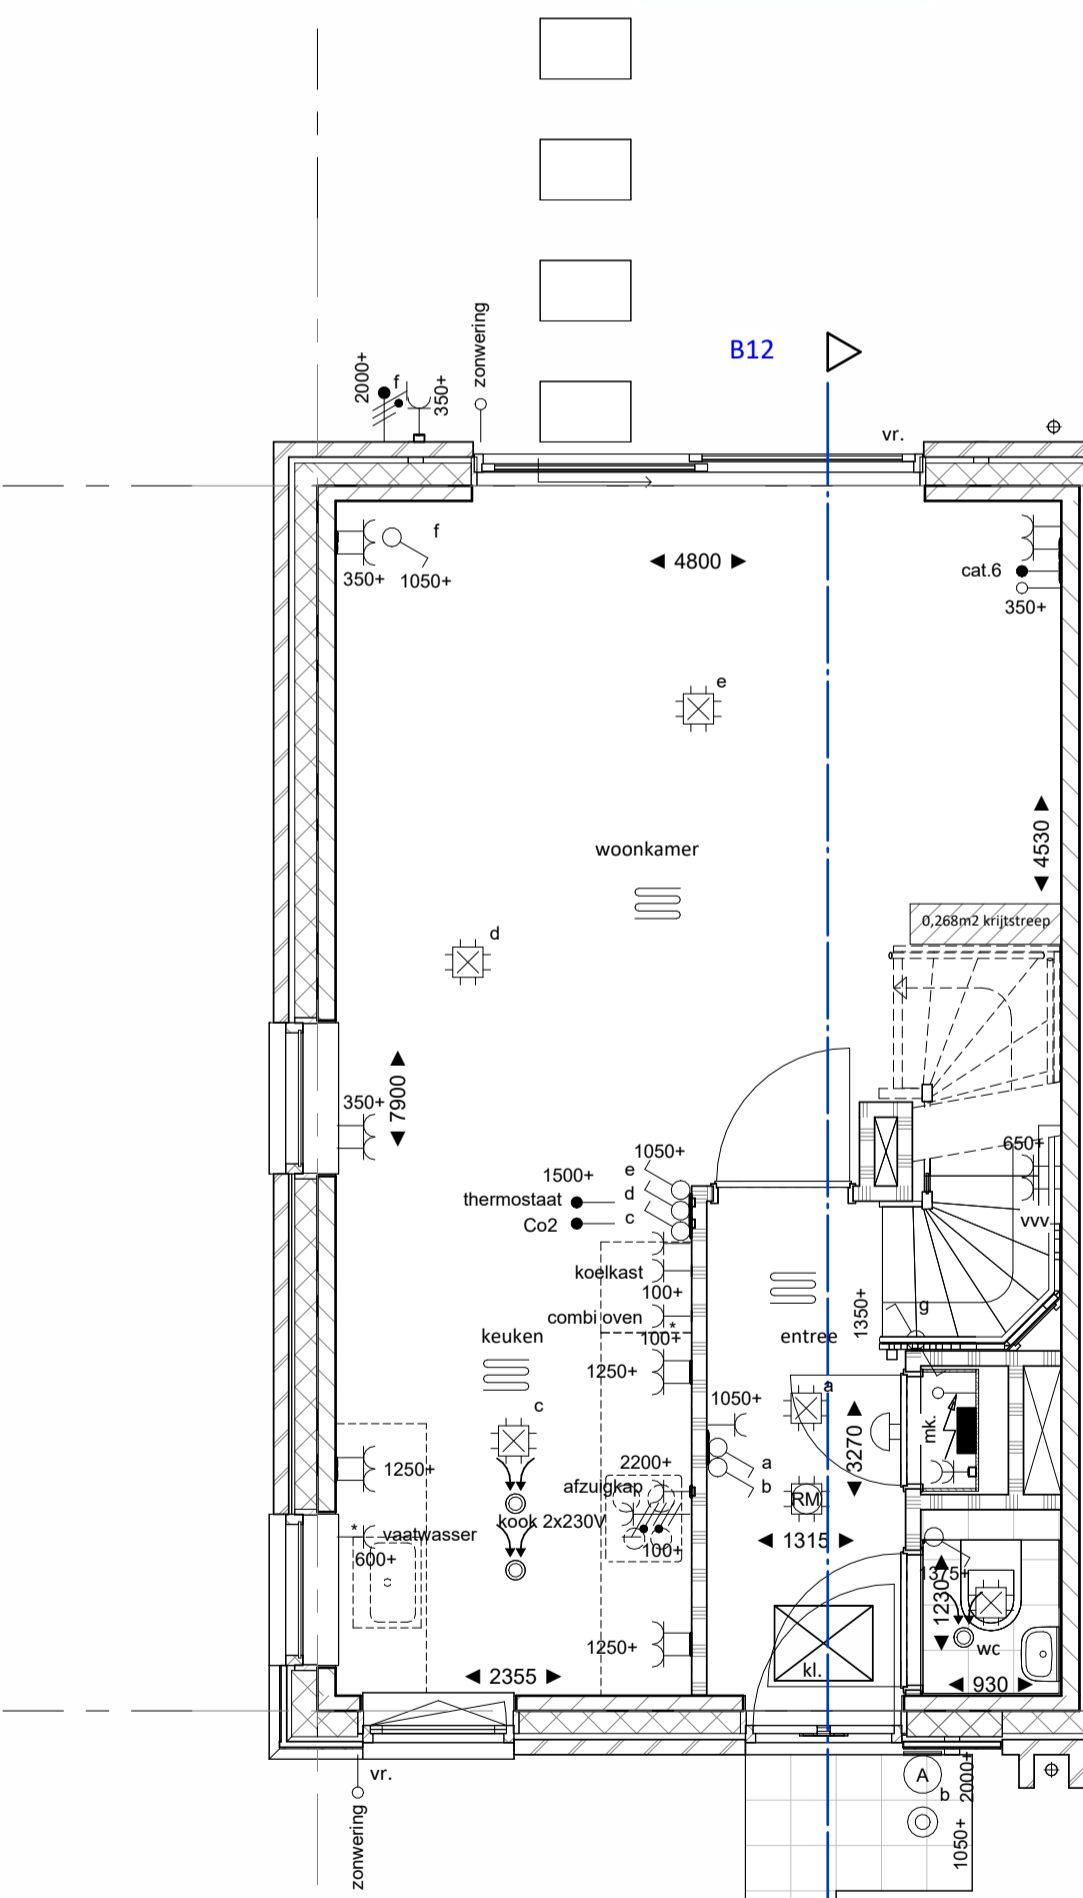 zonwering
B12
2000+
f
350+
vr.
f
350+
1050+
4800
cat.6
350+
e
woonkamer
4530
0,268m2 krijtstreep
d
7900
350+
650+
1050+
1500+
e
thermostaat
d
Co2
c
vvv
koelkast
100+
combi oven
*
100+
keuken
entree
1350+
g
1250+
c
1050+
a
mk.
3270
2200+
a
1250+
afzuigkap
b
RM
kook 2x230V
*
vaatwasser
600+
100+
1315
1375+
1230
1250+
wc
kl.
2355
930
vr.
zonwering
A
b
2000+
1050+